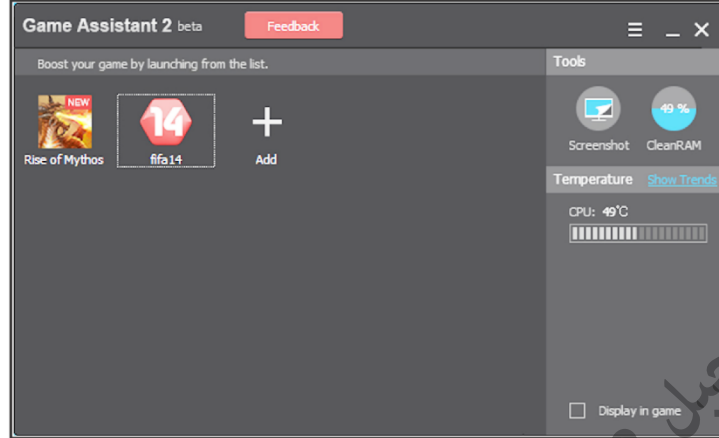 Game Assistant 2 beta
Feedback
Boost your game by launching from the list.
Tools
NEW
14
49 %
Rise of Mythos
fifa14
Add
Screenshot
CleanRAM
Temperature
Show Trends
CPU: 49°C
Display in game